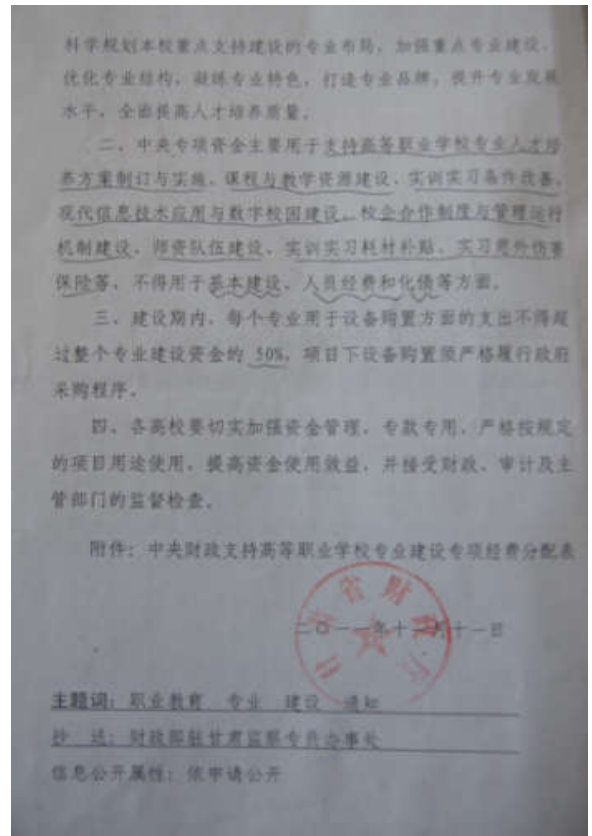 科学规划本校重点支持建设的专业布局，加强重点专业建设，
优化专业结构，凝练专业特色，打造专业品牌，提升专业发展
水平，全面提高人才培养质量。
二、中央专项资金主要用于支持高等职业学校专业人才培
养方案制订与实施、课程与教学资源建设、实训实习条件改善、
现代信息技术应用与数字校园建设、校企合作制度与管理运行
机制建设、师资队伍建设、实训实习耗材补贴、实习意外伤害
保险等，不得用于基本建设、人员经费和化债等方面。
三、建设期内，每个专业用于设备购置方面的支出不得超
过整个专业建设资金的 50%，项目下设备购置须严格履行政府
采购程序。
四、各高校要切实加强资金管理，专款专用，严格按规定
的项目用途使用，提高资金使用效益，并接受财政、审计及主
管部门的监督检查。
附件：中央财政支持高等职业学校专业建设专项经费分配表
甘肃省财政厅
二〇一一年十一月十一日
主题词：职业教育 专业 建设 通知
抄 送：财政部驻甘肃监察专员办事处
信息公开属性：依申请公开